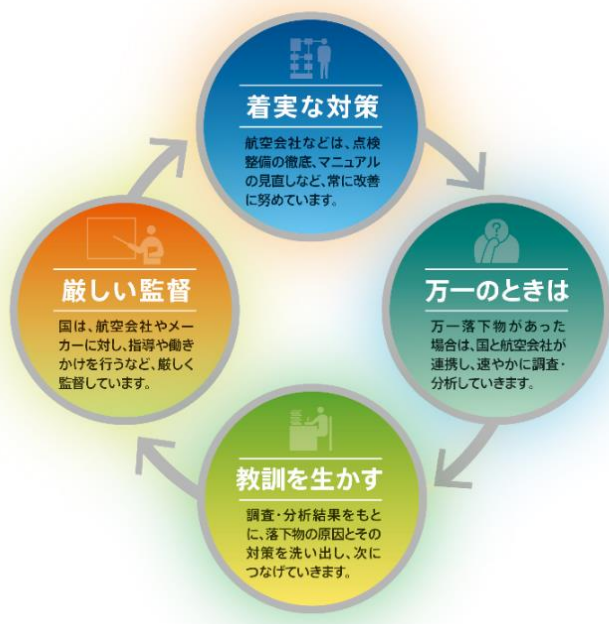 着実な対策
航空会社などは、点検
整備の徹底、マニュアル
の見直しなど、常に改善
に努めています。
万一のときは
万一落下物があった
場合は、国と航空会社が
連携し、速やかに調査・
分析していきます。
教訓を生かす
調査・分析結果をもと
に、落下物の原因とその
対策を洗い出し、次に
つなげていきます。
厳しい監督
国は、航空会社やメー
カーに対し、指導や働き
かけを行うなど、厳しく
監督しています。